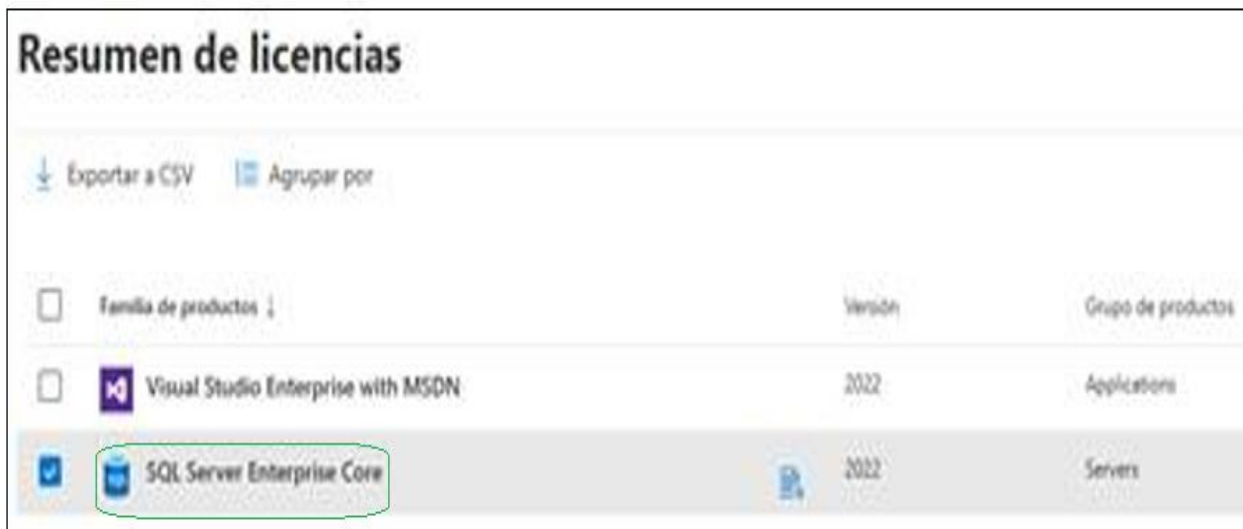 Resumen de licencias
Exportar a CSV Agrupar por
Familia de productos ↓ Versión Grupo de productos
Visual Studio Enterprise with MSDN 2022 Applications
SQL Server Enterprise Core 2022 Servers